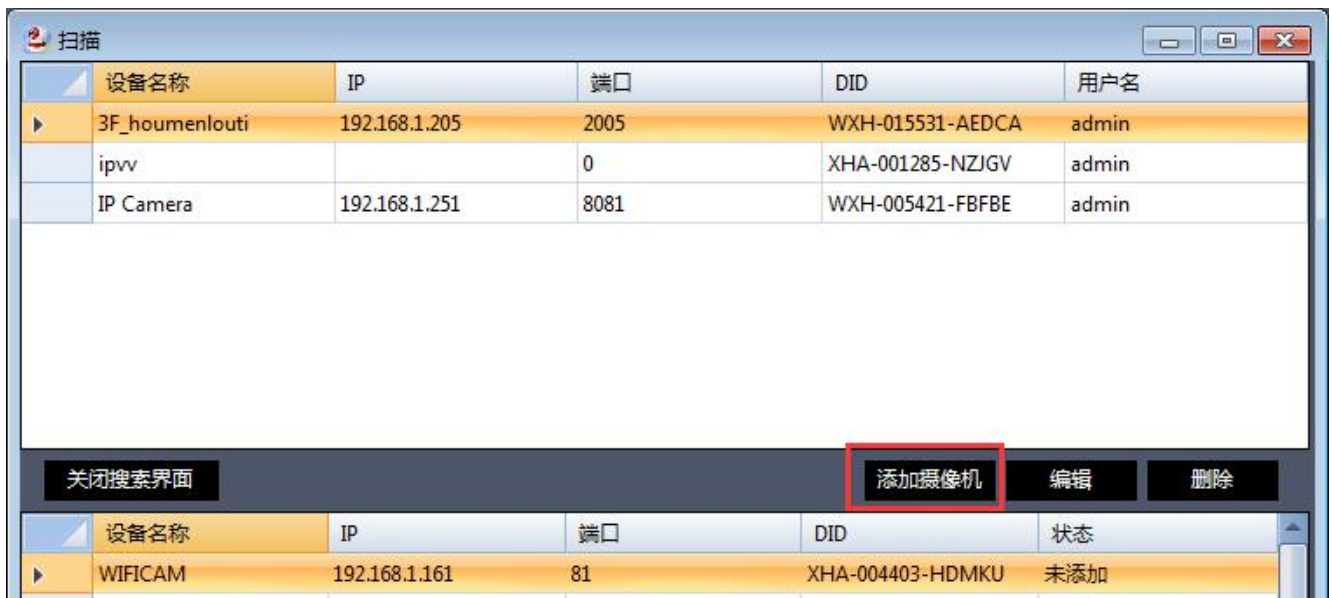 扫描
设备名称 IP 端口 DID 用户名
3F_houmenlouti 192.168.1.205 2005 WXH-015531-AEDCA admin
ipvv 0 XHA-001285-NZJGV admin
IP Camera 192.168.1.251 8081 WXH-005421-FBFBE admin
关闭搜索界面 添加摄像机 编辑 删除
设备名称 IP 端口 DID 状态
WIFICAM 192.168.1.161 81 XHA-004403-HDMKU 未添加